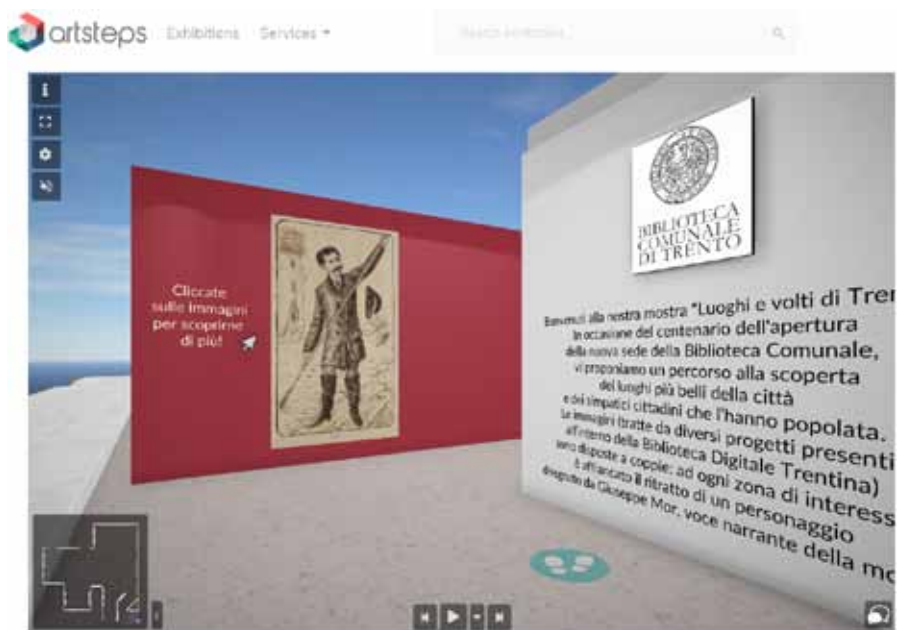 artsteps Exhibitions Services
Search exhibitions
Cliccate
sulle immagini
per scoprirne
di più!
BIBLIOTECA
COMUNALE
DI TRENTO
Benvenuti alla nostra mostra "Luoghi e volti di Tren
In occasione del centenario dell'apertura
della nuova sede della Biblioteca Comunale,
vi proponiamo un percorso alla scoperta
dei luoghi più belli della città
e dei simpatici cittadini che l'hanno popolata.
Le immagini (tratte da diversi progetti presenti
all'interno della Biblioteca Digitale Trentina)
sono disposte a coppie: ad ogni zona di interess
è affiancato il ritratto di un personaggio
disegnato da Giuseppe Mor, voce narrante della mo